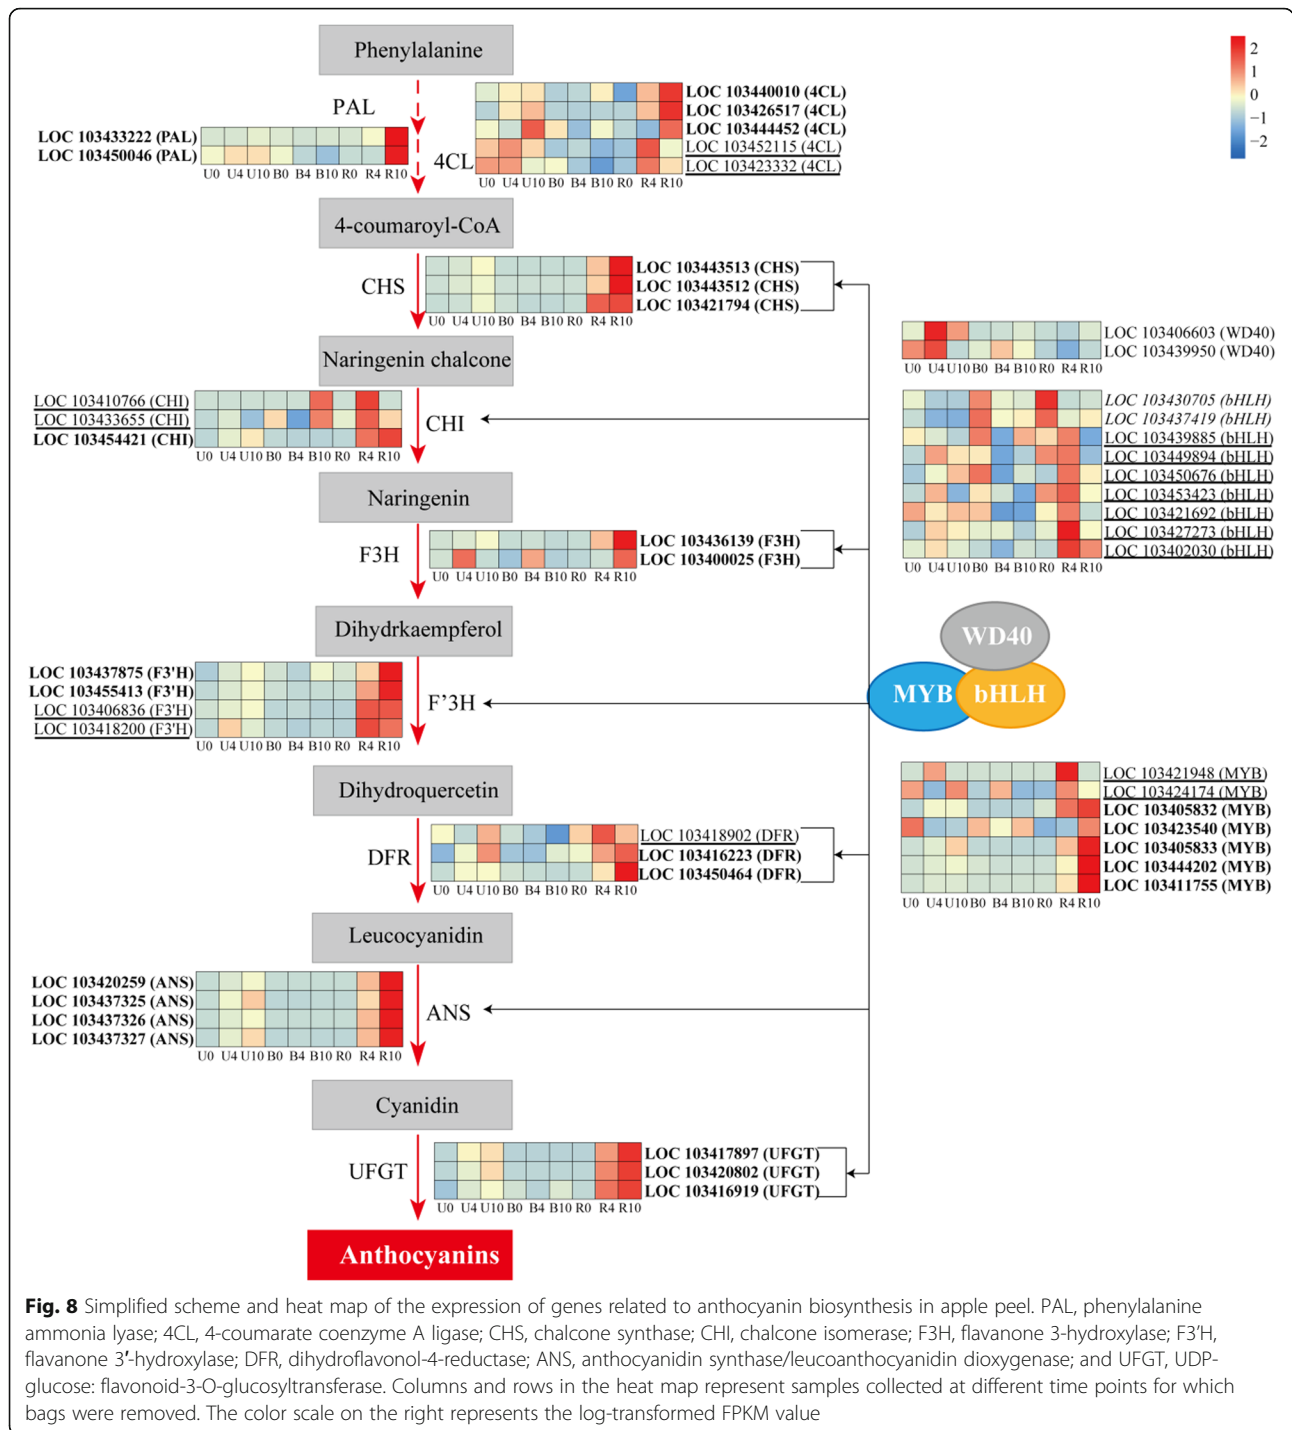 Phenylalanine
PAL
LOC 103433222 (PAL)
LOC 103450046 (PAL)
U0 U4 U10 B0 B4 B10 R0 R4 R10
4CL
LOC 103440010 (4CL)
LOC 103426517 (4CL)
LOC 103444452 (4CL)
LOC 103452115 (4CL)
LOC 103423332 (4CL)
U0 U4 U10 B0 B4 B10 R0 R4 R10
2
1
0
−1
−2
4-coumaroyl-CoA
CHS
LOC 103443513 (CHS)
LOC 103443512 (CHS)
LOC 103421794 (CHS)
U0 U4 U10 B0 B4 B10 R0 R4 R10
Naringenin chalcone
LOC 103410766 (CHI)
LOC 103433655 (CHI)
LOC 103454421 (CHI)
U0 U4 U10 B0 B4 B10 R0 R4 R10
CHI
LOC 103406603 (WD40)
LOC 103439950 (WD40)
U0 U4 U10 B0 B4 B10 R0 R4 R10
LOC 103430705 (bHLH)
LOC 103437419 (bHLH)
LOC 103439885 (bHLH)
LOC 103449894 (bHLH)
LOC 103450676 (bHLH)
LOC 103453423 (bHLH)
LOC 103421692 (bHLH)
LOC 103427273 (bHLH)
LOC 103402030 (bHLH)
U0 U4 U10 B0 B4 B10 R0 R4 R10
Naringenin
F3H
LOC 103436139 (F3H)
LOC 103400025 (F3H)
U0 U4 U10 B0 B4 B10 R0 R4 R10
Dihydrkaempferol
LOC 103437875 (F3'H)
LOC 103455413 (F3'H)
LOC 103406836 (F3'H)
LOC 103418200 (F3'H)
U0 U4 U10 B0 B4 B10 R0 R4 R10
F’3H
WD40
MYB
bHLH
Dihydroquercetin
DFR
LOC 103418902 (DFR)
LOC 103416223 (DFR)
LOC 103450464 (DFR)
U0 U4 U10 B0 B4 B10 R0 R4 R10
LOC 103421948 (MYB)
LOC 103424174 (MYB)
LOC 103405832 (MYB)
LOC 103423540 (MYB)
LOC 103405833 (MYB)
LOC 103444202 (MYB)
LOC 103411755 (MYB)
U0 U4 U10 B0 B4 B10 R0 R4 R10
Leucocyanidin
LOC 103420259 (ANS)
LOC 103437325 (ANS)
LOC 103437326 (ANS)
LOC 103437327 (ANS)
U0 U4 U10 B0 B4 B10 R0 R4 R10
ANS
Cyanidin
UFGT
LOC 103417897 (UFGT)
LOC 103420802 (UFGT)
LOC 103416919 (UFGT)
U0 U4 U10 B0 B4 B10 R0 R4 R10
Anthocyanins
Fig. 8 Simplified scheme and heat map of the expression of genes related to anthocyanin biosynthesis in apple peel. PAL, phenylalanine
ammonia lyase; 4CL, 4-coumarate coenzyme A ligase; CHS, chalcone synthase; CHI, chalcone isomerase; F3H, flavanone 3-hydroxylase; F3′H,
flavanone 3′-hydroxylase; DFR, dihydroflavonol-4-reductase; ANS, anthocyanidin synthase/leucoanthocyanidin dioxygenase; and UFGT, UDP-
glucose: flavonoid-3-O-glucosyltransferase. Columns and rows in the heat map represent samples collected at different time points for which
bags were removed. The color scale on the right represents the log-transformed FPKM value